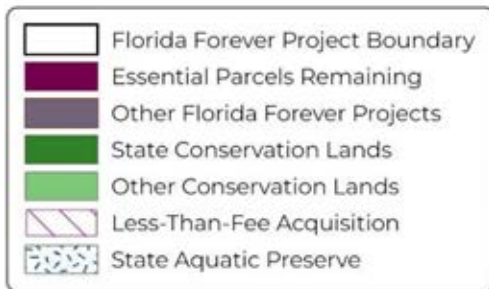 Florida Forever Project Boundary
Essential Parcels Remaining
Other Florida Forever Projects
State Conservation Lands
Other Conservation Lands
Less-Than-Fee Acquisition
State Aquatic Preserve